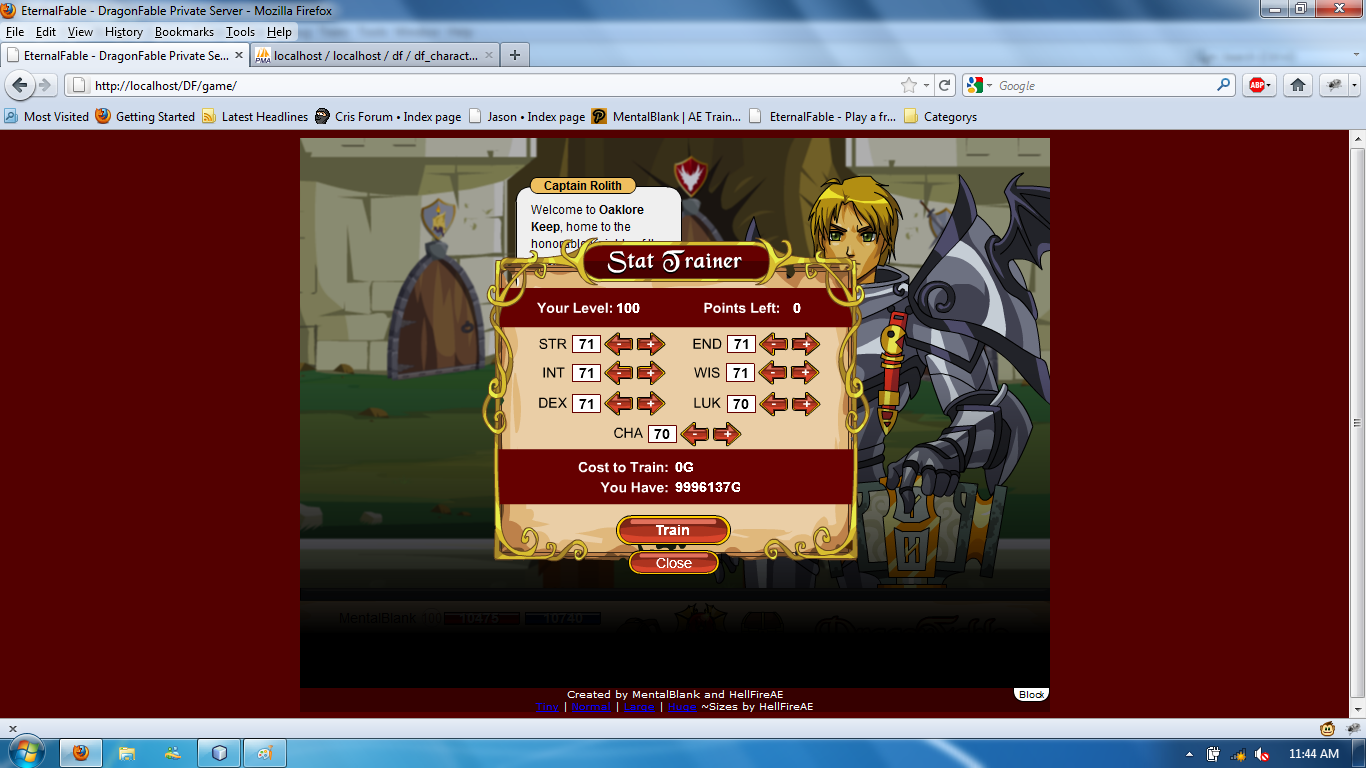 EternalFable - DragonFable Private Server - Mozilla Firefox
File Edit View History Bookmarks Tools Help
EternalFable - DragonFable Private Se... localhost / localhost / df / df_charact...
http://localhost/DF/game/ Google ABP
Most Visited Getting Started Latest Headlines Cris Forum • Index page Jason • Index page MentalBlank | AE Train... EternalFable - Play a fr... Categorys
Captain Rolith
Welcome to Oaklore
Keep, home to the
Stat Trainer
Your Level: 100 Points Left: 0
STR 71 - + END 71 - +
INT 71 - + WIS 71 - +
DEX 71 - + LUK 70 - +
CHA 70 - +
Cost to Train: 0G
You Have: 9996137G
Train
Close
MentalBlank 100 10475 10740
Created by MentalBlank and HellFireAE
Block
Tiny | Normal | Large | Huge ~Sizes by HellFireAE
11:44 AM